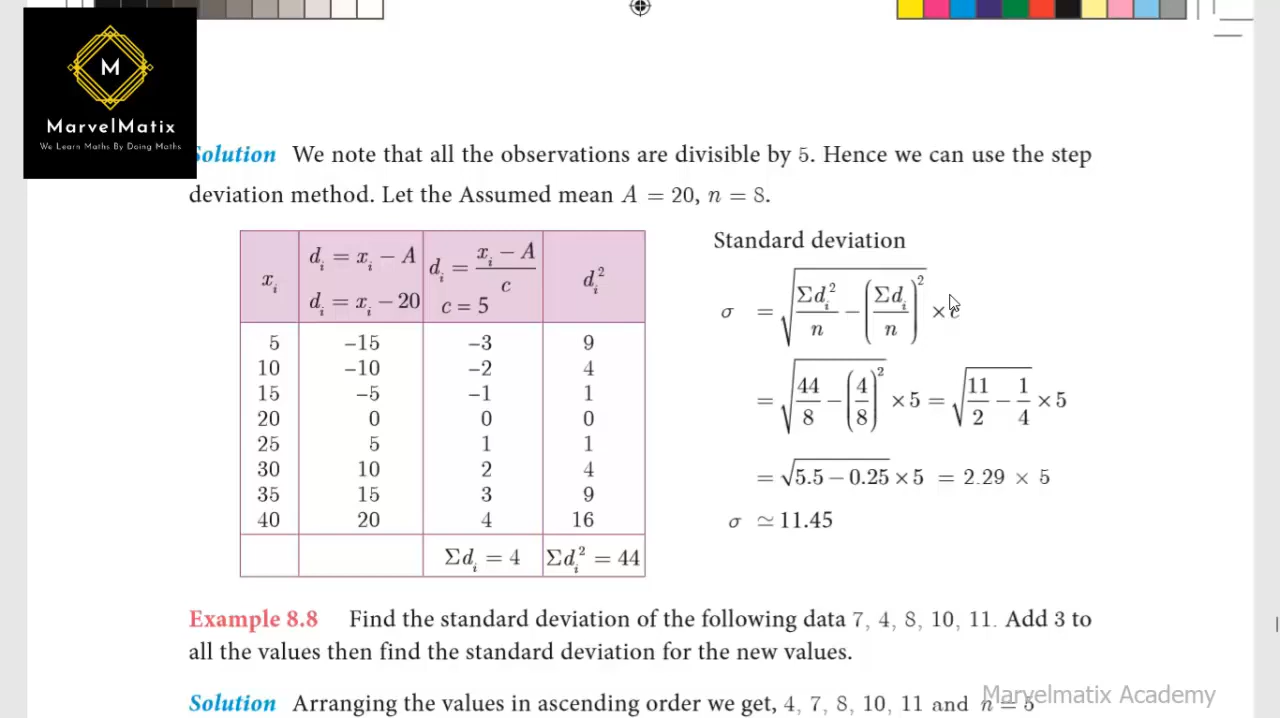 M
MarvelMatix
We Learn Maths By Doing Maths
Solution We note that all the observations are divisible by 5. Hence we can use the step
deviation method. Let the Assumed mean A = 20, n = 8.
xᵢ | dᵢ = xᵢ − A dᵢ = xᵢ − 20 | dᵢ = (xᵢ − A)/c c = 5 | dᵢ²
5 −15 −3 9
10 −10 −2 4
15 −5 −1 1
20 0 0 0
25 5 1 1
30 10 2 4
35 15 3 9
40 20 4 16
Σdᵢ = 4 Σdᵢ² = 44
Standard deviation
σ = √(Σdᵢ²/n − (Σdᵢ/n)²) × c
= √(44/8 − (4/8)²) × 5 = √(11/2 − 1/4) × 5
= √(5.5 − 0.25) × 5 = 2.29 × 5
σ ≃ 11.45
Example 8.8 Find the standard deviation of the following data 7, 4, 8, 10, 11. Add 3 to
all the values then find the standard deviation for the new values.
Solution Arranging the values in ascending order we get, 4, 7, 8, 10, 11 and n = 5
Marvelmatix Academy